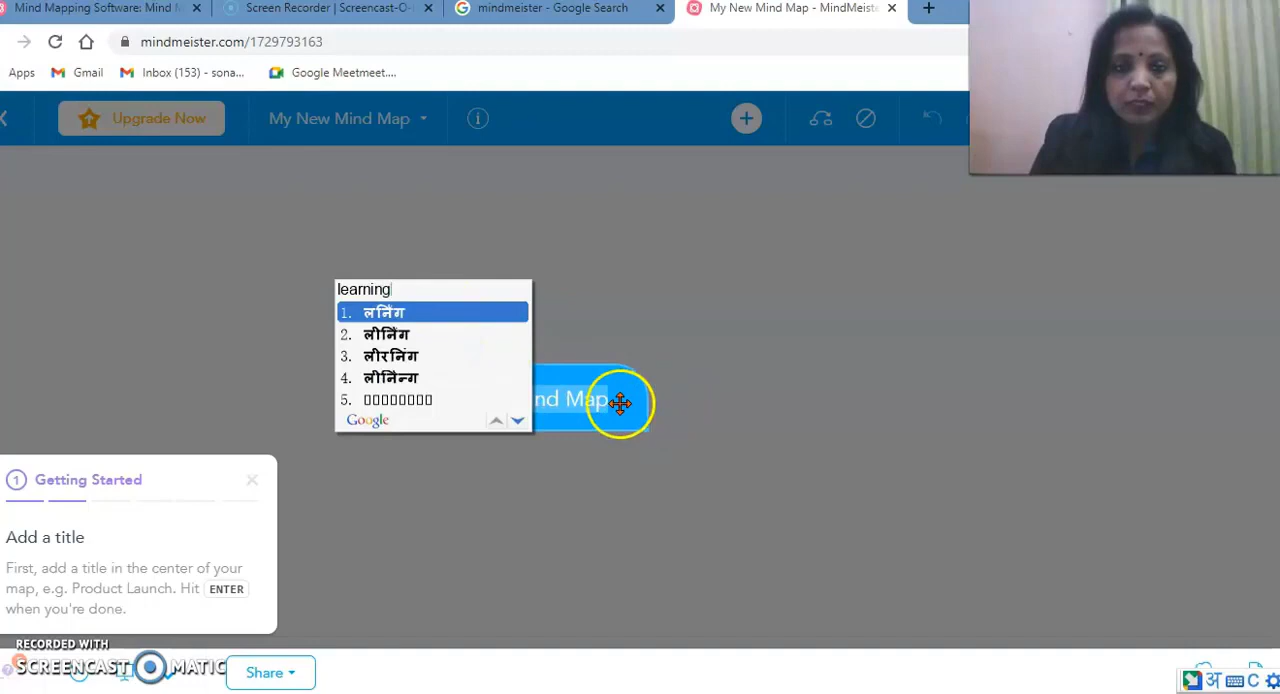 Mind Mapping Software: Mind M
Screen Recorder | Screencast-O-
mindmeister - Google Search
My New Mind Map - MindMeiste
mindmeister.com/1729793163
Apps
Gmail
Inbox (153) - sona...
Google Meetmeet....
Upgrade Now
My New Mind Map
learning
1. लर्निंग
2. लीर्निंग
3. लीरनिंग
4. लीर्निन्ग
5.
Google
nd Map
1 Getting Started
Add a title
First, add a title in the center of your
map, e.g. Product Launch. Hit ENTER
when you're done.
RECORDED WITH
SCREENCAST MATIC
Share
अ